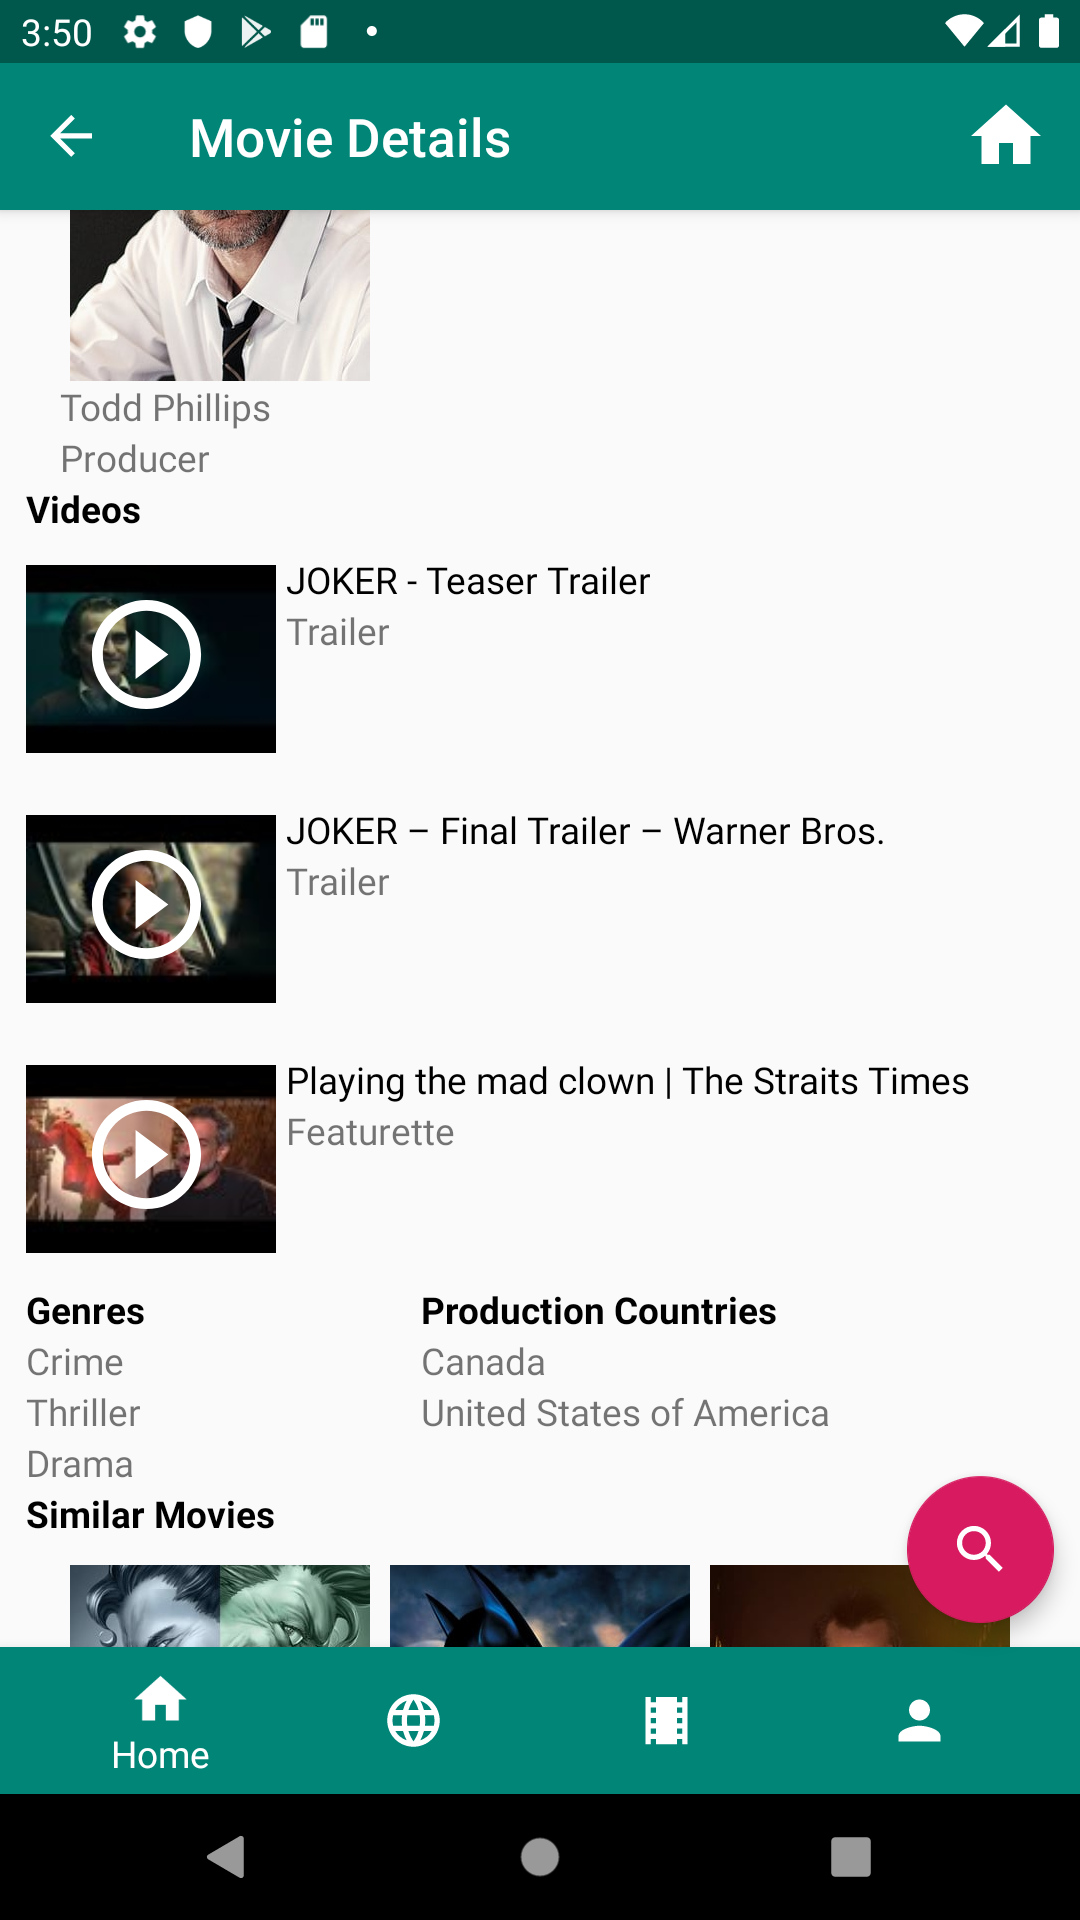 3:50
Movie Details
Todd Phillips
Producer
Videos
JOKER - Teaser Trailer
Trailer
JOKER – Final Trailer – Warner Bros.
Trailer
Playing the mad clown | The Straits Times
Featurette
Genres
Production Countries
Crime
Canada
Thriller
United States of America
Drama
Similar Movies
Home